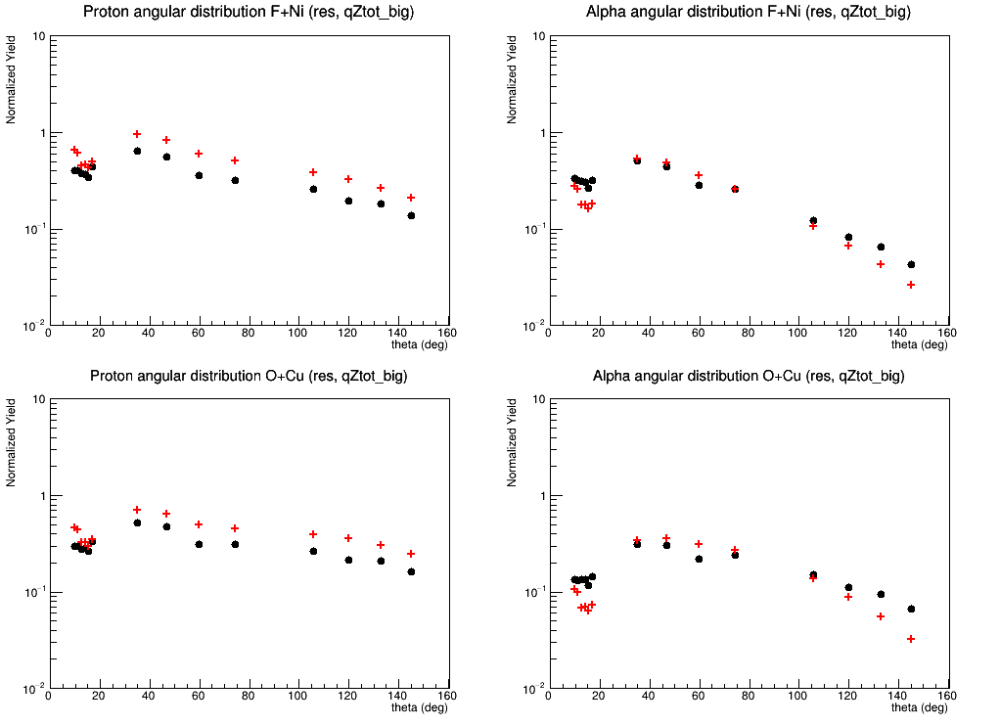 Proton angular distribution F+Ni (res, qZtot_big)
Normalized Yield
10
1
10⁻¹
10⁻²
0 20 40 60 80 100 120 140 160
theta (deg)
Alpha angular distribution F+Ni (res, qZtot_big)
Normalized Yield
10
1
10⁻¹
10⁻²
0 20 40 60 80 100 120 140 160
theta (deg)
Proton angular distribution O+Cu (res, qZtot_big)
Normalized Yield
10
1
10⁻¹
10⁻²
0 20 40 60 80 100 120 140 160
theta (deg)
Alpha angular distribution O+Cu (res, qZtot_big)
Normalized Yield
10
1
10⁻¹
10⁻²
0 20 40 60 80 100 120 140 160
theta (deg)